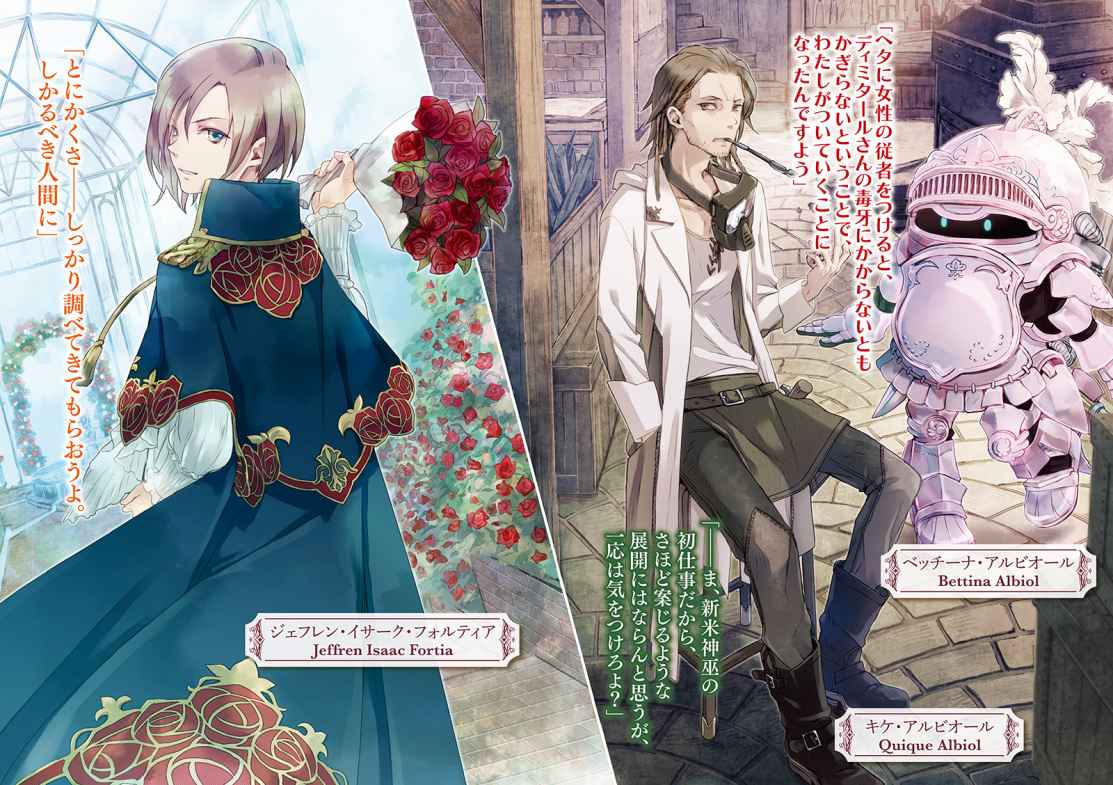 「ヘタに女性の従者をつけると、
ディミタールさんの毒牙にかからないとも
かぎらないということで、
わたしがついていくことに
なったんですよう」
ベッチーナ・アルビオール
Bettina Albiol
「――ま、新米神巫の
初仕事だから、
さほど案じるような
展開にはならんと思うが、
一応は気をつけろよ？」
キケ・アルビオール
Quique Albiol
「とにかくさ――しっかり調べてきてもらおうよ。
しかるべき人間に」
ジェフレン・イサーク・フォルティア
Jeffren Isaac Fortia